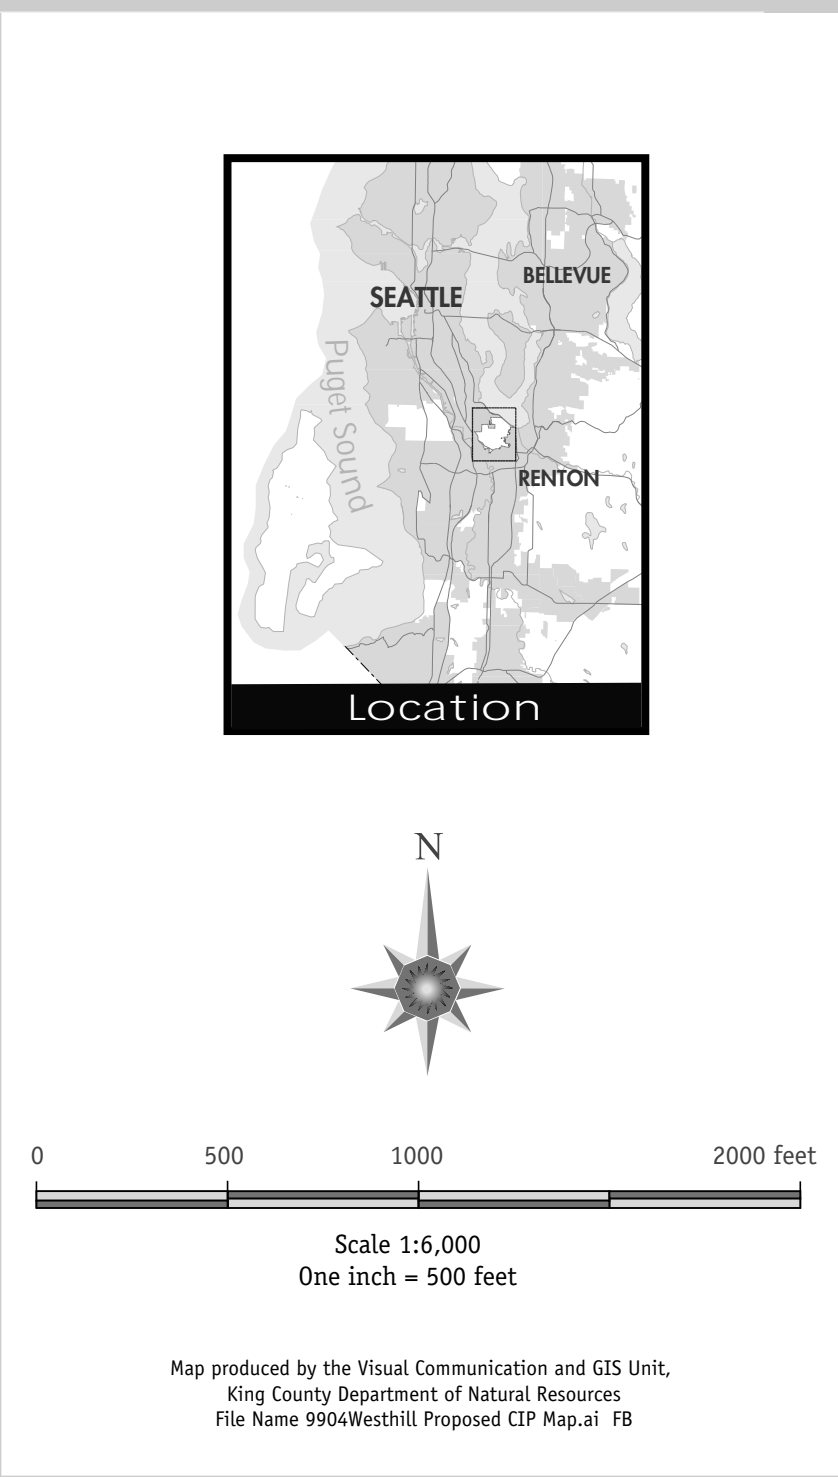 BELLEVUE
SEATTLE
Puget Sound
RENTON
Location
N
0 500 1000 2000 feet
Scale 1:6,000
One inch = 500 feet
Map produced by the Visual Communication and GIS Unit,
King County Department of Natural Resources
File Name 9904Westhill Proposed CIP Map.ai FB